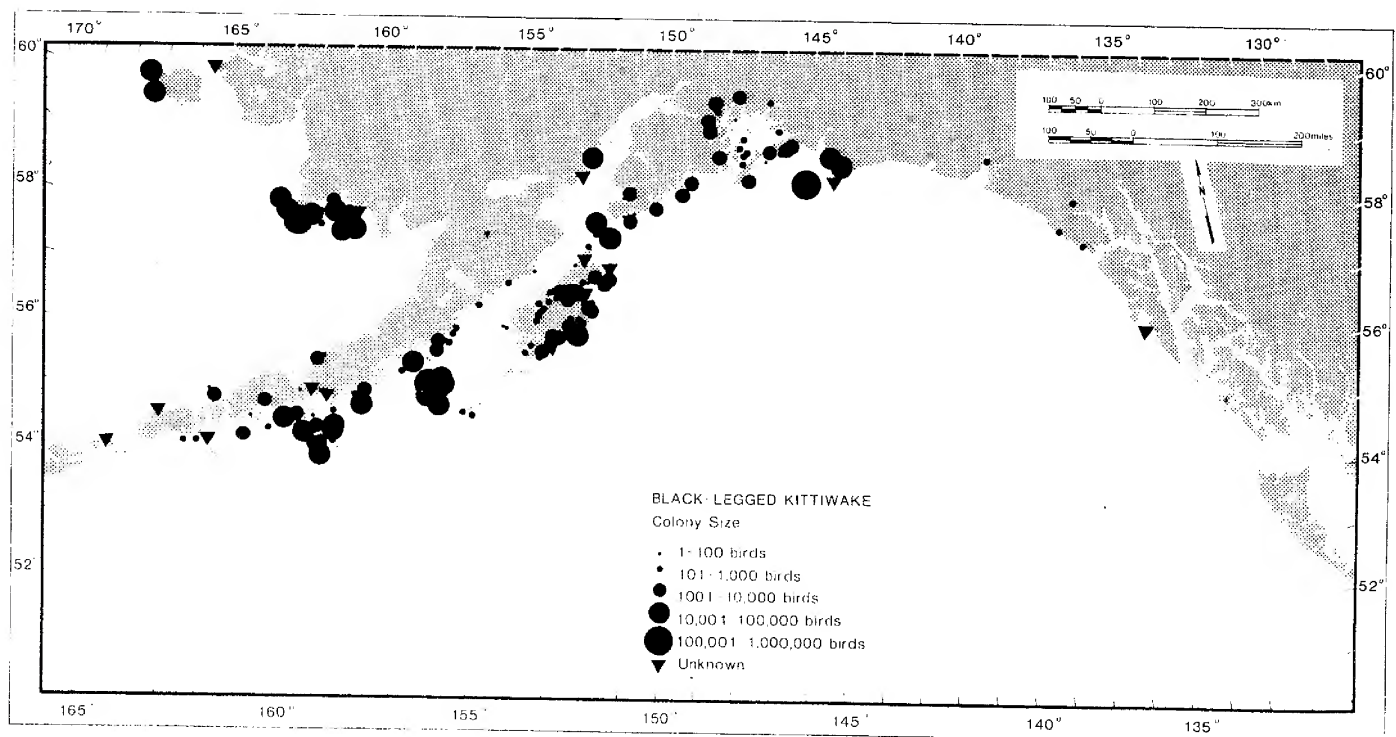 170° 165° 160° 155° 150° 145° 140° 135° 130°
60° 60°
100 50 0 100 200 300km
100 50 0 100 200miles
58° 58°
N
56° 56°
54° 54°
BLACK-LEGGED KITTIWAKE
Colony Size
1-100 birds
101-1,000 birds
52° 1001-10,000 birds 52°
10,001-100,000 birds
100,001-1,000,000 birds
Unknown
165° 160° 155° 150° 145° 140° 135°